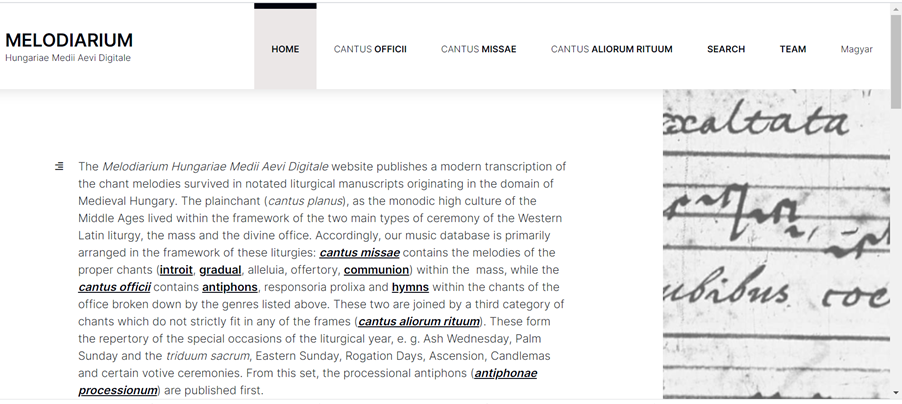 MELODIARIUM
Hungariae Medii Aevi Digitale
HOME
CANTUS OFFICII
CANTUS MISSAE
CANTUS ALIORUM RITUUM
SEARCH
TEAM
Magyar
The Melodiarium Hungariae Medii Aevi Digitale website publishes a modern transcription of
the chant melodies survived in notated liturgical manuscripts originating in the domain of
Medieval Hungary. The plainchant (cantus planus), as the monodic high culture of the
Middle Ages lived within the framework of the two main types of ceremony of the Western
Latin liturgy, the mass and the divine office. Accordingly, our music database is primarily
arranged in the framework of these liturgies: cantus missae contains the melodies of the
proper chants (introit, gradual, alleluia, offertory, communion) within the mass, while the
cantus officii contains antiphons, responsoria prolixa and hymns within the chants of the
office broken down by the genres listed above. These two are joined by a third category of
chants which do not strictly fit in any of the frames (cantus aliorum rituum). These form
the repertory of the special occasions of the liturgical year, e. g. Ash Wednesday, Palm
Sunday and the triduum sacrum, Eastern Sunday, Rogation Days, Ascension, Candlemas
and certain votive ceremonies. From this set, the processional antiphons (antiphonae
processionum) are published first.
xaltata
ubibus coe